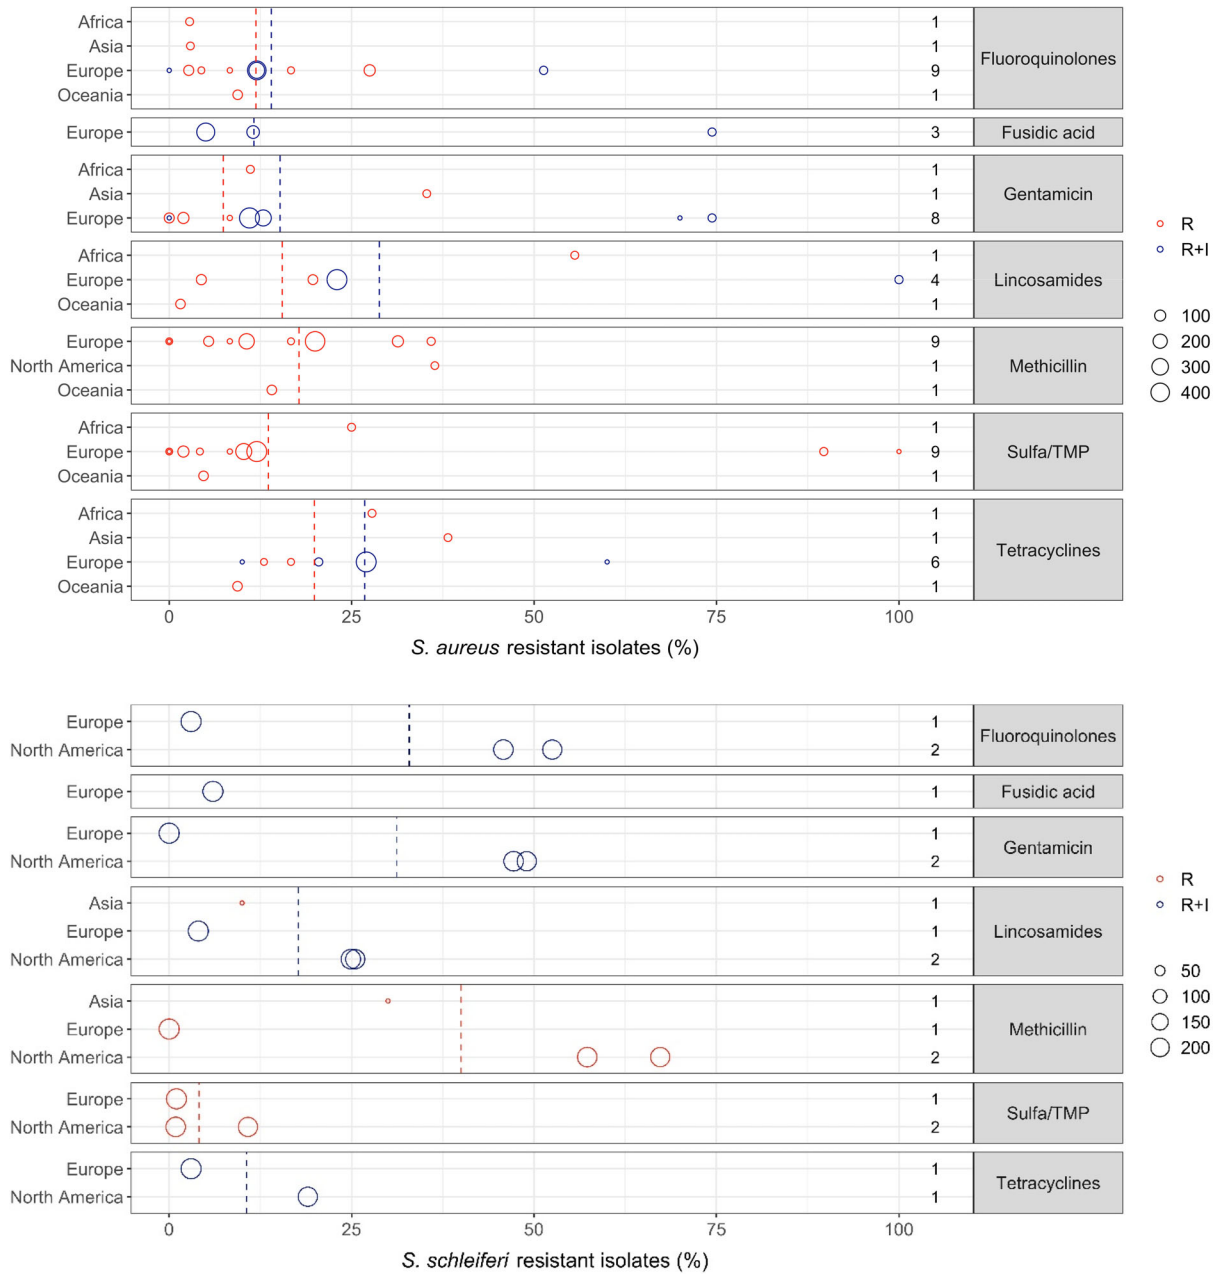 Africa 1
Asia 1
Europe 9
Oceania 1
Fluoroquinolones
Europe 3
Fusidic acid
Africa 1
Asia 1
Europe 8
Gentamicin
Africa 1
Europe 4
Oceania 1
Lincosamides
Europe 9
North America 1
Oceania 1
Methicillin
Africa 1
Europe 9
Oceania 1
Sulfa/TMP
Africa 1
Asia 1
Europe 6
Oceania 1
Tetracyclines
0 25 50 75 100
S. aureus resistant isolates (%)
R
R+I
100
200
300
400
Europe 1
North America 2
Fluoroquinolones
Europe 1
Fusidic acid
Europe 1
North America 2
Gentamicin
Asia 1
Europe 1
North America 2
Lincosamides
Asia 1
Europe 1
North America 2
Methicillin
Europe 1
North America 2
Sulfa/TMP
Europe 1
North America 1
Tetracyclines
0 25 50 75 100
S. schleiferi resistant isolates (%)
R
R+I
50
100
150
200